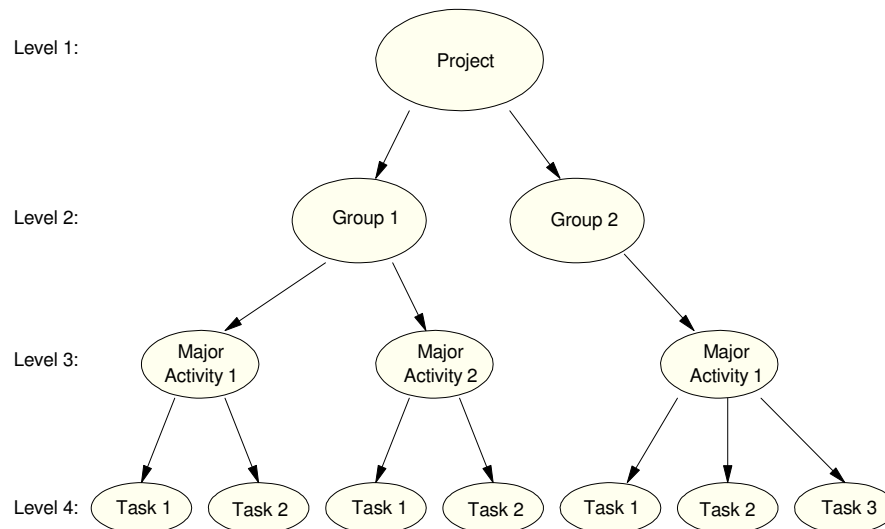 Level 1:
Project
Level 2:
Group 1
Group 2
Level 3:
Major
Activity 1
Major
Activity 2
Major
Activity 1
Level 4:
Task 1
Task 2
Task 1
Task 2
Task 1
Task 2
Task 3